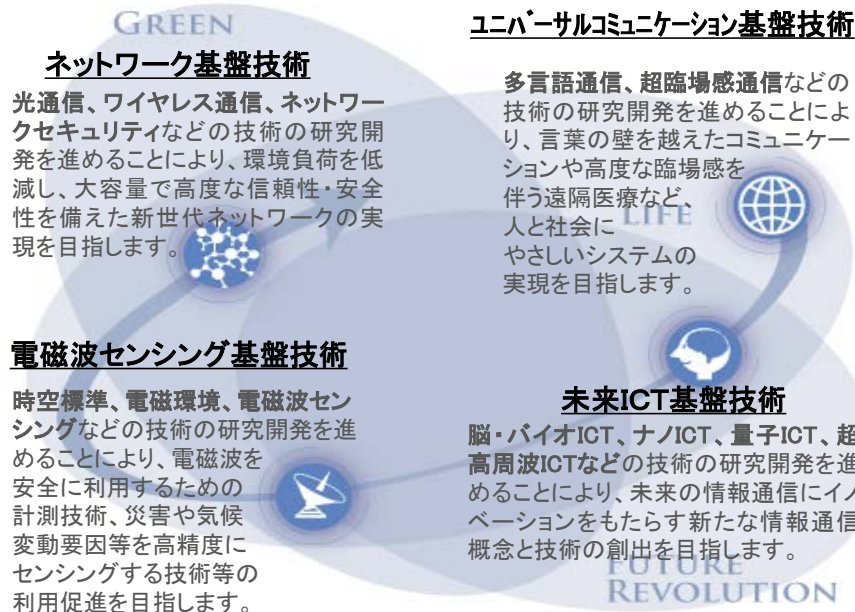 GREEN
ネットワーク基盤技術
光通信、ワイヤレス通信、ネットワー
クセキュリティなどの技術の研究開
発を進めることにより、環境負荷を低
減し、大容量で高度な信頼性・安全
性を備えた新世代ネットワークの実
現を目指します。
ユニバーサルコミュニケーション基盤技術
多言語通信、超臨場感通信などの
技術の研究開発を進めることによ
り、言葉の壁を越えたコミュニケー
ションや高度な臨場感を
伴う遠隔医療など、
人と社会に
LIFE
やさしいシステムの
実現を目指します。
電磁波センシング基盤技術
時空標準、電磁環境、電磁波セン
シングなどの技術の研究開発を進
めることにより、電磁波を
安全に利用するための
計測技術、災害や気候
変動要因等を高精度に
センシングする技術等の
利用促進を目指します。
未来ICT基盤技術
脳・バイオICT、ナノICT、量子ICT、超
高周波ICTなどの技術の研究開発を進
めることにより、未来の情報通信にイノ
ベーションをもたらす新たな情報通信
概念と技術の創出を目指します。
FUTURE
REVOLUTION